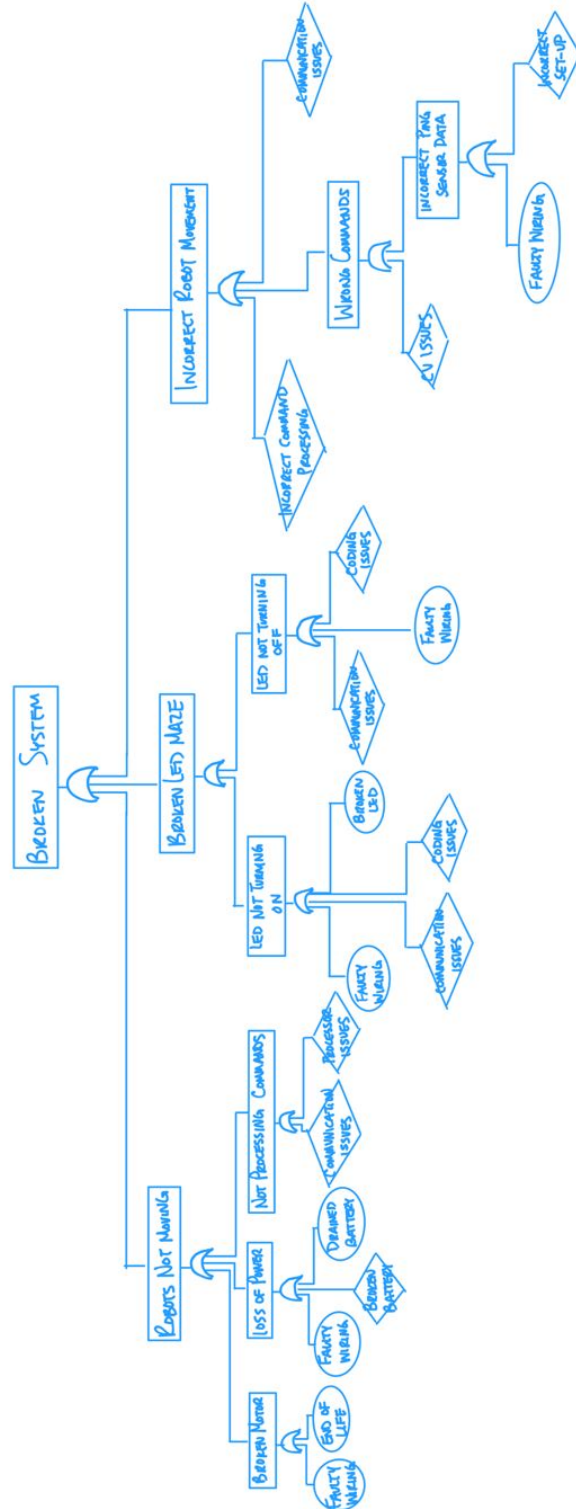 BROKEN SYSTEM
ROBOTS NOT MOVING
BROKEN LED MAZE
INCORRECT ROBOT MOVEMENT
BROKEN MOTOR
LOSS OF POWER
NOT PROCESSING COMMANDS
LED NOT TURNING
ON
LED NOT TURNING
OFF
INCORRECT COMMAND
PROCESSING
WRONG COMMANDS
COMMUNICATION
ISSUES
FAULTY
WIRING
END OF
LIFE
FAULTY
WIRING
BROKEN
BATTERY
DRAINED
BATTERY
COMMUNICATION
ISSUES
PROCESSOR
ISSUES
FAULTY
WIRING
COMMUNICATION
ISSUES
CODING
ISSUES
BROKEN
LED
COMMUNICATION
ISSUES
FAULTY
WIRING
CODING
ISSUES
CV ISSUES
INCORRECT PING
SENSOR DATA
FAULTY WIRING
INCORRECT
SET-UP